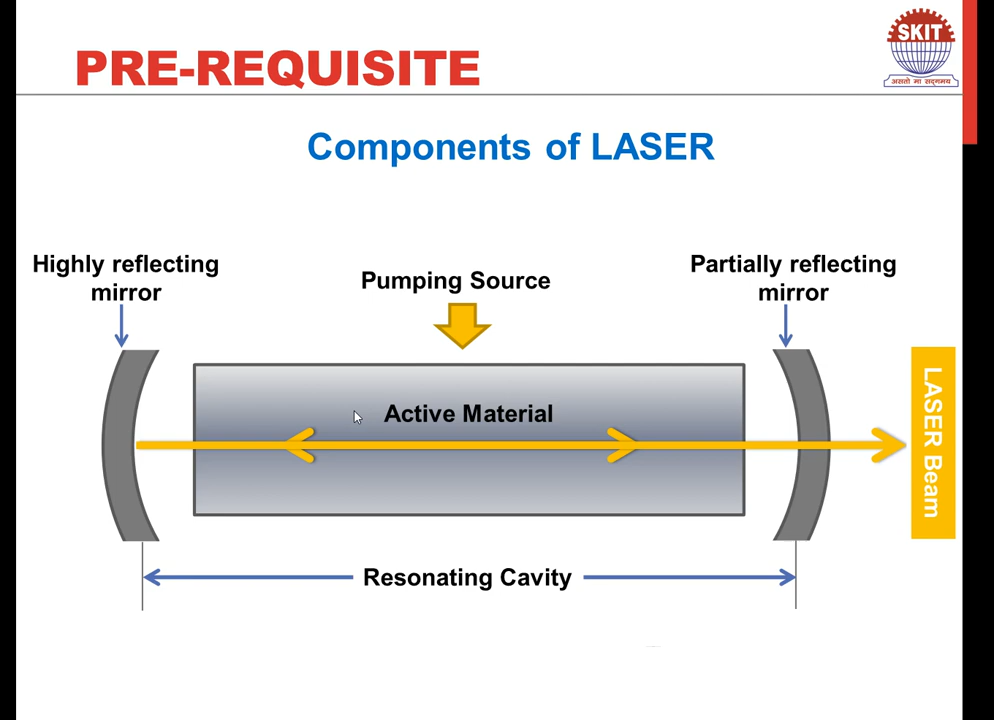 PRE-REQUISITE
SKIT
असतो मा सद्गमय
Components of LASER
Highly reflecting
mirror
Pumping Source
Partially reflecting
mirror
Active Material
LASER Beam
Resonating Cavity